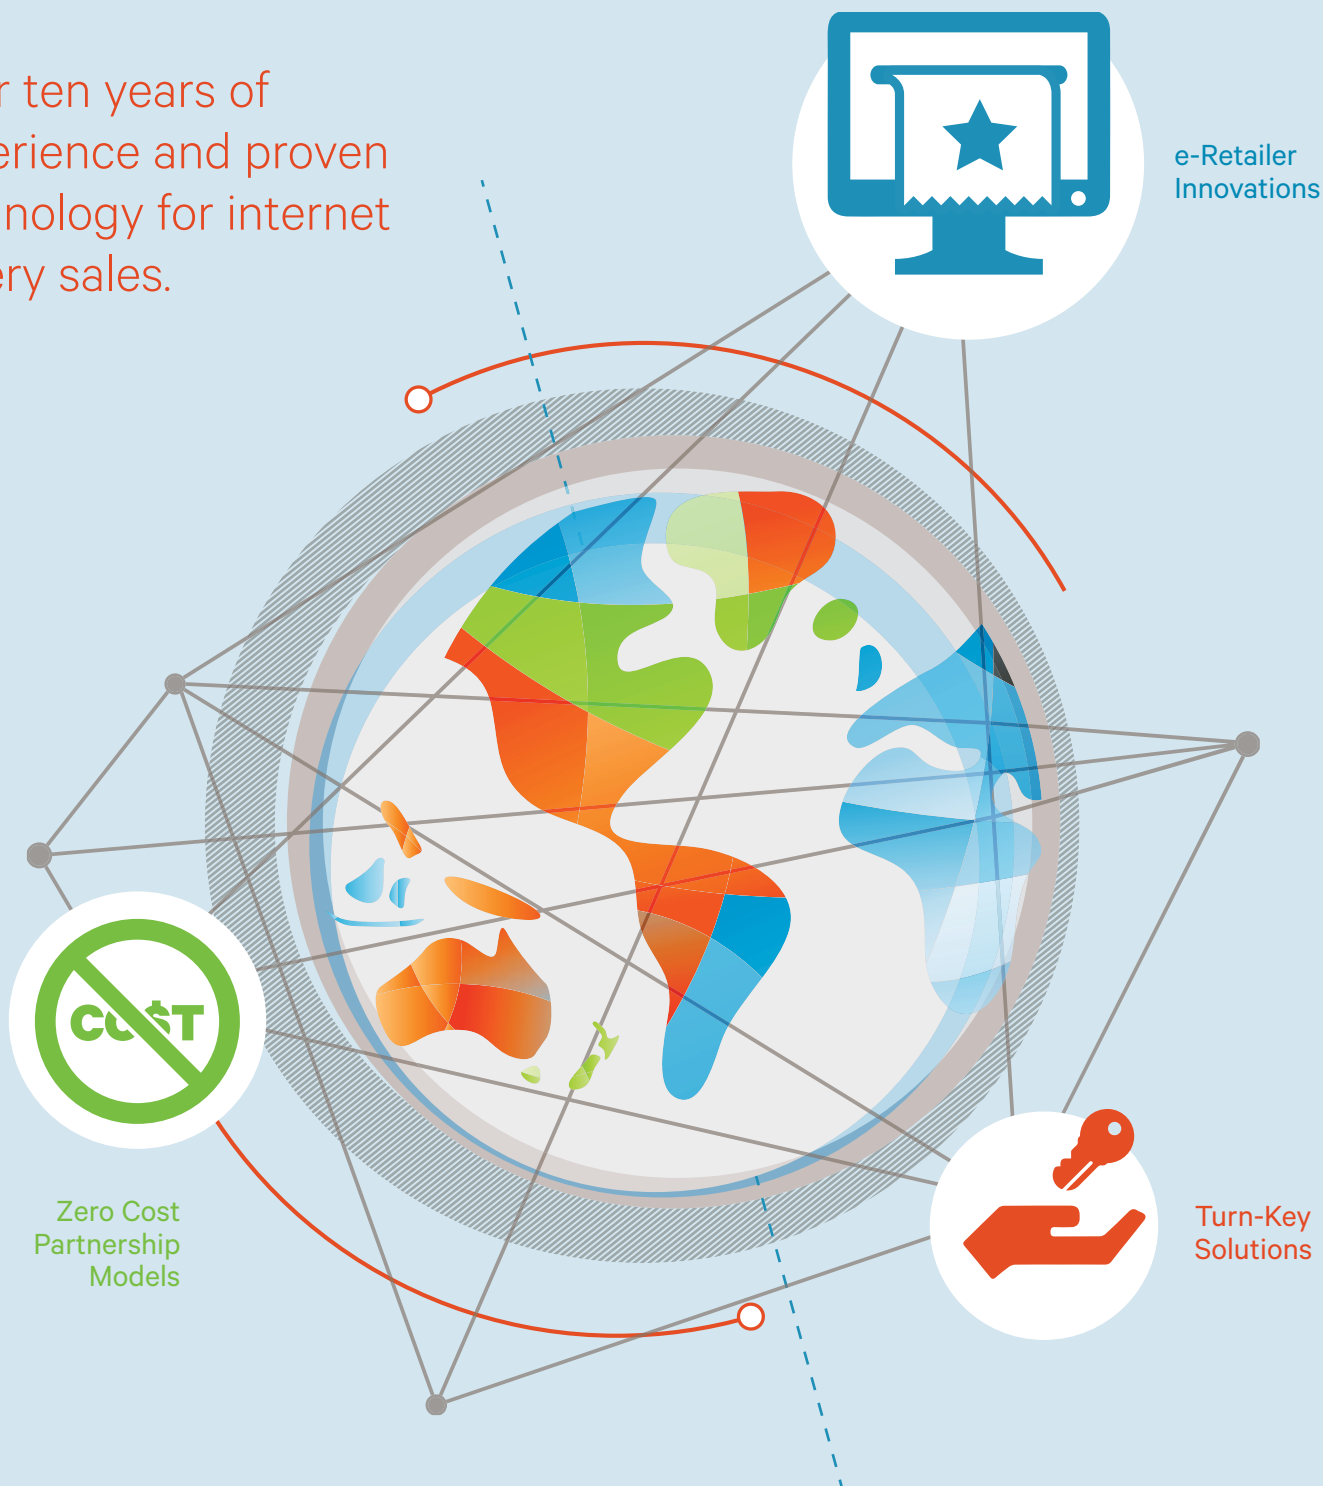 r ten years of
erience and proven
nology for internet
ery sales.
e-Retailer
Innovations
COST
Zero Cost
Partnership
Models
Turn-Key
Solutions